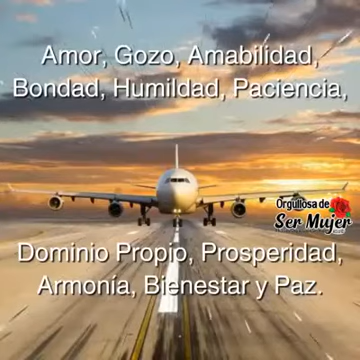 Amor, Gozo, Amabilidad,
Bondad, Humildad, Paciencia,
Orgullosa de
Ser Mujer
Dominio Propio, Prosperidad,
Armonía, Bienestar y Paz.